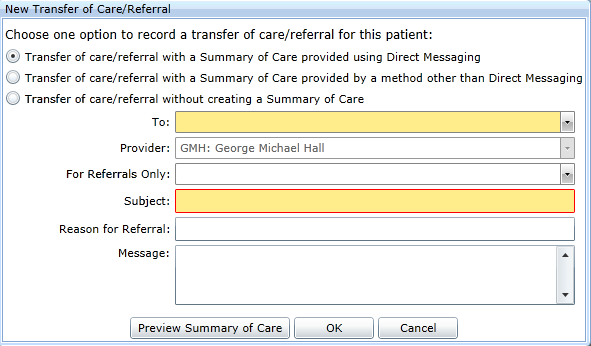 New Transfer of Care/Referral
Choose one option to record a transfer of care/referral for this patient:
Transfer of care/referral with a Summary of Care provided using Direct Messaging
Transfer of care/referral with a Summary of Care provided by a method other than Direct Messaging
Transfer of care/referral without creating a Summary of Care
To:
Provider: GMH: George Michael Hall
For Referrals Only:
Subject:
Reason for Referral:
Message:
Preview Summary of Care OK Cancel